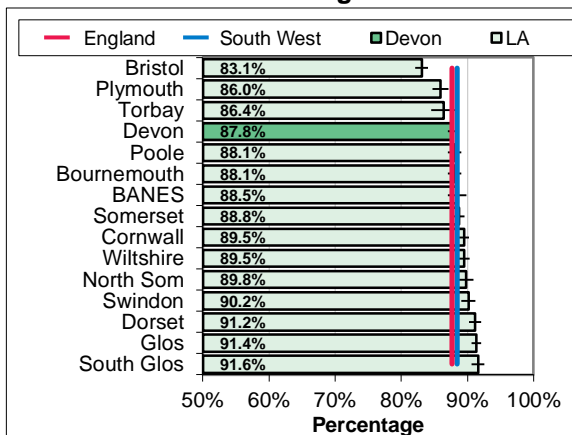 England South West Devon LA
Bristol 83.1%
Plymouth 86.0%
Torbay 86.4%
Devon 87.8%
Poole 88.1%
Bournemouth 88.1%
BANES 88.5%
Somerset 88.8%
Cornwall 89.5%
Wiltshire 89.5%
North Som 89.8%
Swindon 90.2%
Dorset 91.2%
Glos 91.4%
South Glos 91.6%
50% 60% 70% 80% 90% 100%
Percentage